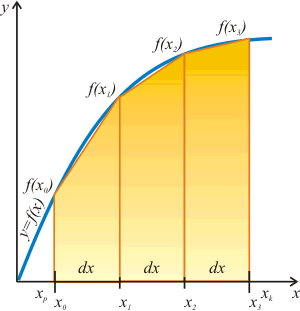 y
f(x₃)
f(x₂)
f(x₁)
f(x₀)
y=f(x)
dx dx dx
xₚ x₀ x₁ x₂ x₃ xₖ x